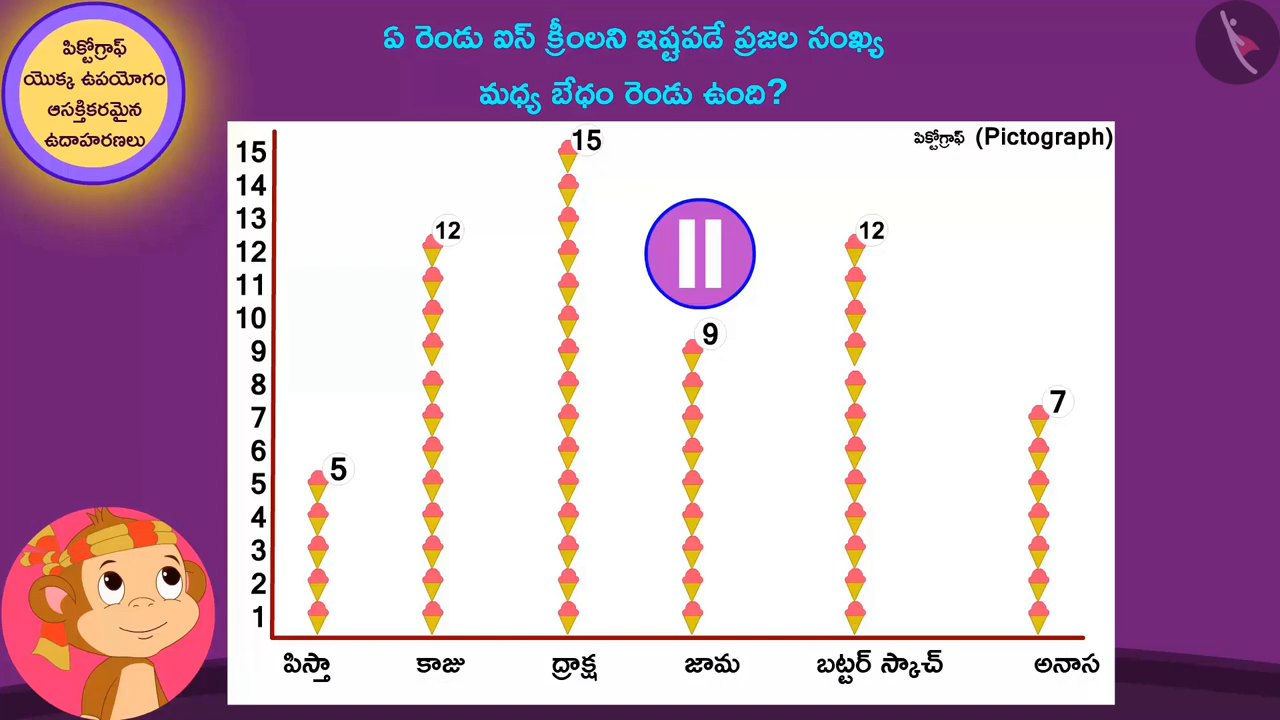 పిక్టోగ్రాఫ్
యొక్క ఉపయోగం
ఆసక్తికరమైన
ఉదాహరణలు
ఏ రెండు ఐస్ క్రీంలని ఇష్టపడే ప్రజల సంఖ్య
మధ్య బేధం రెండు ఉంది?
పిక్టోగ్రాఫ్ (Pictograph)
15
14
13
12
11
10
9
8
7
6
5
4
3
2
1
5
12
15
9
12
7
పిస్తా కాజు ద్రాక్ష జామ బట్టర్ స్కాచ్ అనాస